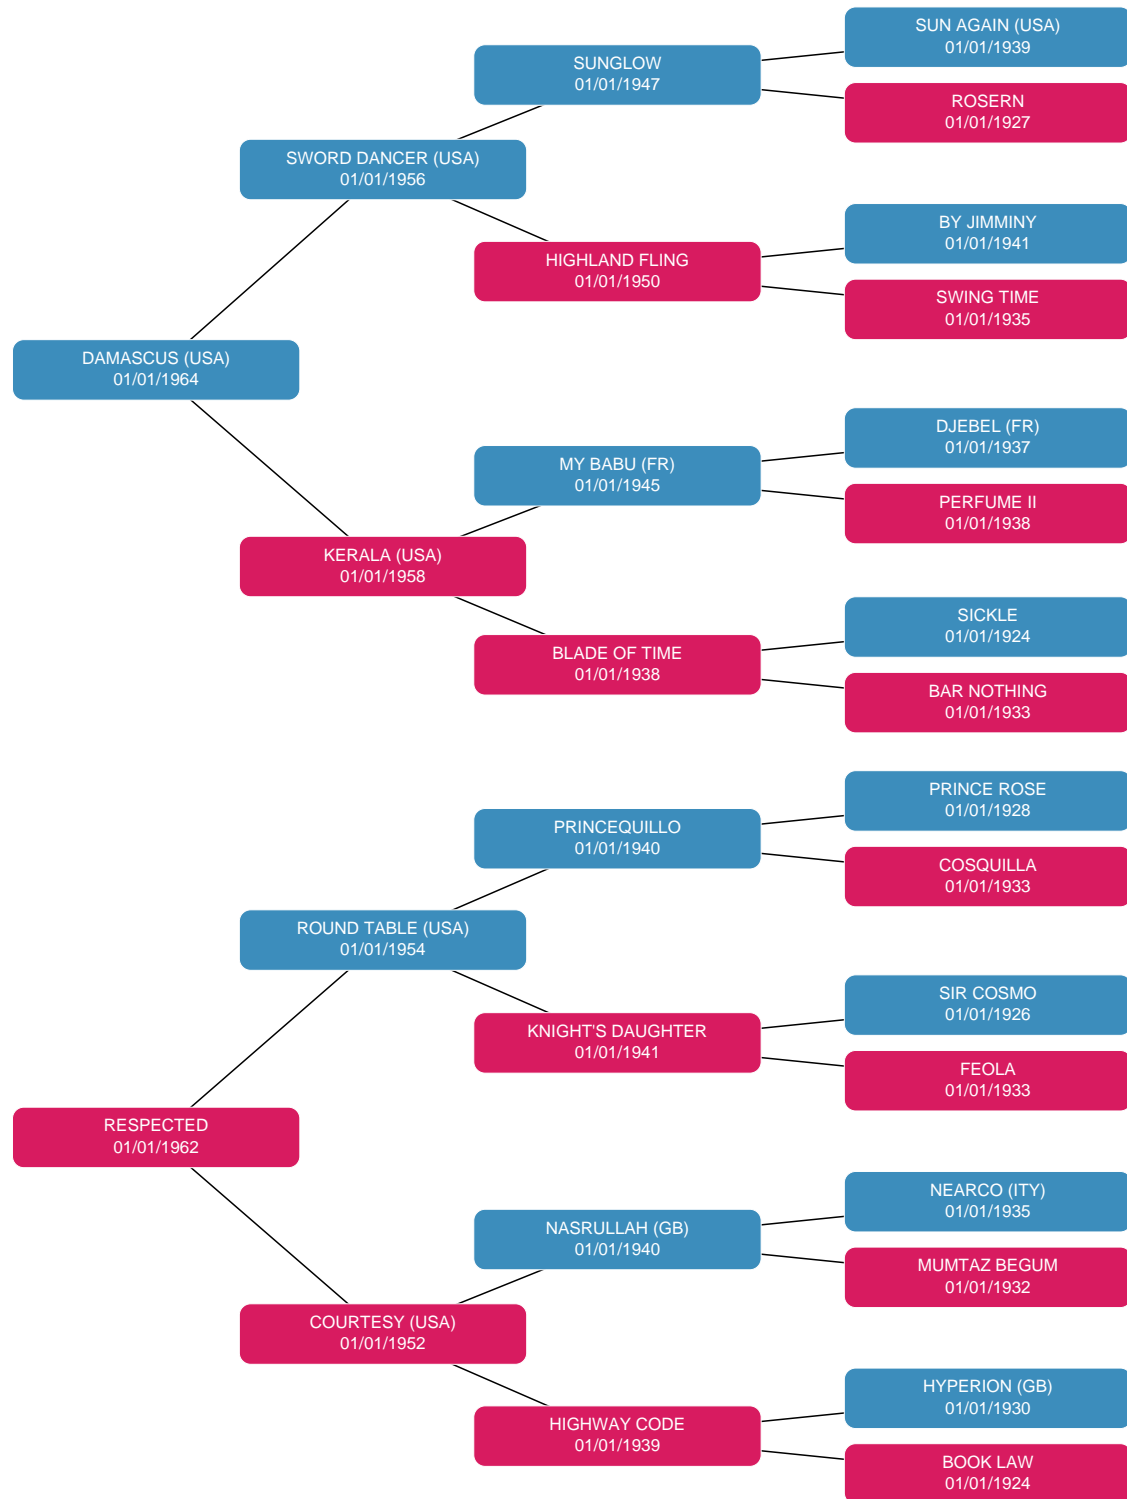 SUN AGAIN (USA)
01/01/1939
SUNGLOW
01/01/1947
ROSERN
01/01/1927
SWORD DANCER (USA)
01/01/1956
BY JIMMINY
01/01/1941
HIGHLAND FLING
01/01/1950
SWING TIME
01/01/1935
DAMASCUS (USA)
01/01/1964
DJEBEL (FR)
01/01/1937
MY BABU (FR)
01/01/1945
PERFUME II
01/01/1938
KERALA (USA)
01/01/1958
SICKLE
01/01/1924
BLADE OF TIME
01/01/1938
BAR NOTHING
01/01/1933
PRINCE ROSE
01/01/1928
PRINCEQUILLO
01/01/1940
COSQUILLA
01/01/1933
ROUND TABLE (USA)
01/01/1954
SIR COSMO
01/01/1926
KNIGHT'S DAUGHTER
01/01/1941
FEOLA
01/01/1933
RESPECTED
01/01/1962
NEARCO (ITY)
01/01/1935
NASRULLAH (GB)
01/01/1940
MUMTAZ BEGUM
01/01/1932
COURTESY (USA)
01/01/1952
HYPERION (GB)
01/01/1930
HIGHWAY CODE
01/01/1939
BOOK LAW
01/01/1924